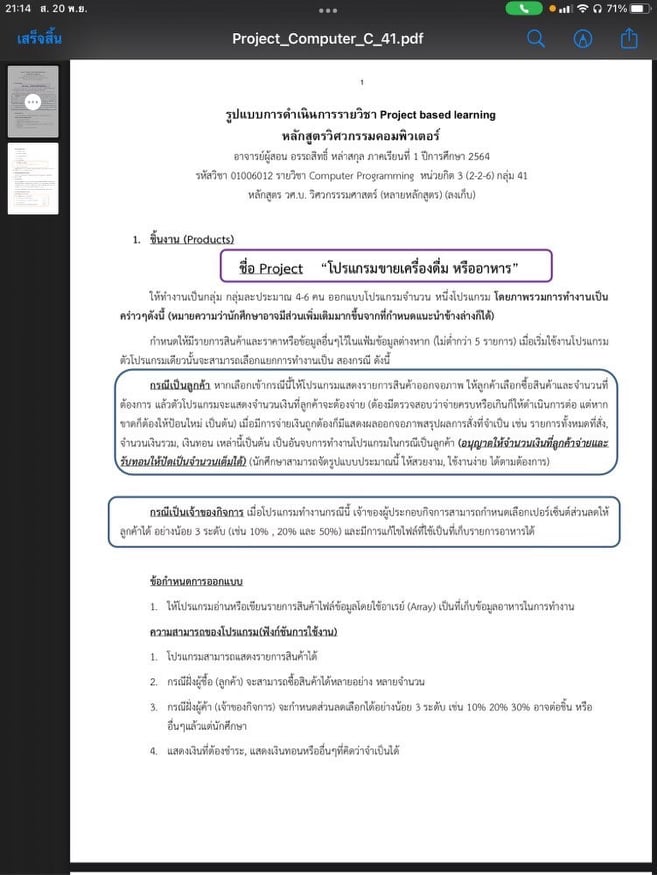 21:14 ส. 20 พ.ย.
71%
เสร็จสิ้น
Project_Computer_C_41.pdf
1
รูปแบบการดำเนินการรายวิชา Project based learning
หลักสูตรวิศวกรรมคอมพิวเตอร์
อาจารย์ผู้สอน อรรถสิทธิ์ หล่าสกุล ภาคเรียนที่ 1 ปีการศึกษา 2564
รหัสวิชา 01006012 รายวิชา Computer Programming หน่วยกิต 3 (2-2-6) กลุ่ม 41
หลักสูตร วศ.บ. วิศวกรรมศาสตร์ (หลายหลักสูตร) (ลงเก็บ)
1. ชิ้นงาน (Products)
ชื่อ Project "โปรแกรมขายเครื่องดื่ม หรืออาหาร"
ให้ทำงานเป็นกลุ่ม กลุ่มละประมาณ 4-6 คน ออกแบบโปรแกรมจำนวน หนึ่งโปรแกรม โดยภาพรวมการทำงานเป็น
คร่าวๆดังนี้ (หมายความว่านักศึกษาอาจมีส่วนเพิ่มเติมมากขึ้นจากที่กำหนดแนะนำข้างล่างก็ได้)
กำหนดให้มีรายการสินค้าและราคาหรือข้อมูลอื่นๆไว้ในแฟ้มข้อมูลต่างหาก (ไม่ต่ำกว่า 5 รายการ) เมื่อเริ่มใช้งานโปรแกรม
ตัวโปรแกรมเดียวนั้นจะสามารถเลือกแยกการทำงานเป็น สองกรณี ดังนี้
กรณีเป็นลูกค้า หากเลือกเข้ากรณีนี้ให้โปรแกรมแสดงรายการสินค้าออกจอภาพ ให้ลูกค้าเลือกซื้อสินค้าและจำนวนที่
ต้องการ แล้วตัวโปรแกรมจะแสดงจำนวนเงินที่ลูกค้าจะต้องจ่าย (ต้องมีตรวจสอบว่าจ่ายครบหรือเกินก็ให้ดำเนินการต่อ แต่หาก
ขาดก็ต้องให้ป้อนใหม่ เป็นต้น) เมื่อมีการจ่ายเงินถูกต้องก็มีแสดงผลออกจอภาพสรุปผลการสั่งที่จำเป็น เช่น รายการทั้งหมดที่สั่ง,
จำนวนเงินรวม, เงินทอน เหล่านี้เป็นต้น เป็นอันจบการทำงานโปรแกรมในกรณีเป็นลูกค้า (อนุญาตให้จำนวนเงินที่ลูกค้าจ่ายและ
รับทอนให้ปัดเป็นจำนวนเต็มได้) (นักศึกษาสามารถจัดรูปแบบประมาณนี้ ให้สวยงาม, ใช้งานง่าย ได้ตามต้องการ)
กรณีเป็นเจ้าของกิจการ เมื่อโปรแกรมทำงานกรณีนี้ เจ้าของผู้ประกอบกิจการสามารถกำหนดเลือกเปอร์เซ็นต์ส่วนลดให้
ลูกค้าได้ อย่างน้อย 3 ระดับ (เช่น 10% , 20% และ 50%) และมีการแก้ไขไฟล์ที่ใช้เป็นที่เก็บรายการอาหารได้
ข้อกำหนดการออกแบบ
1. ให้โปรแกรมอ่านหรือเขียนรายการสินค้าไฟล์ข้อมูลโดยใช้อาเรย์ (Array) เป็นที่เก็บข้อมูลอาหารในการทำงาน
ความสามารถของโปรแกรม(ฟังก์ชันการใช้งาน)
1. โปรแกรมสามารถแสดงรายการสินค้าได้
2. กรณีฝั่งผู้ซื้อ (ลูกค้า) จะสามารถซื้อสินค้าได้หลายอย่าง หลายจำนวน
3. กรณีฝั่งผู้ค้า (เจ้าของกิจการ) จะกำหนดส่วนลดเลือกได้อย่างน้อย 3 ระดับ เช่น 10% 20% 30% อาจต่อชิ้น หรือ
อื่นๆแล้วแต่นักศึกษา
4. แสดงเงินที่ต้องชำระ, แสดงเงินทอนหรืออื่นๆที่คิดว่าจำเป็นได้